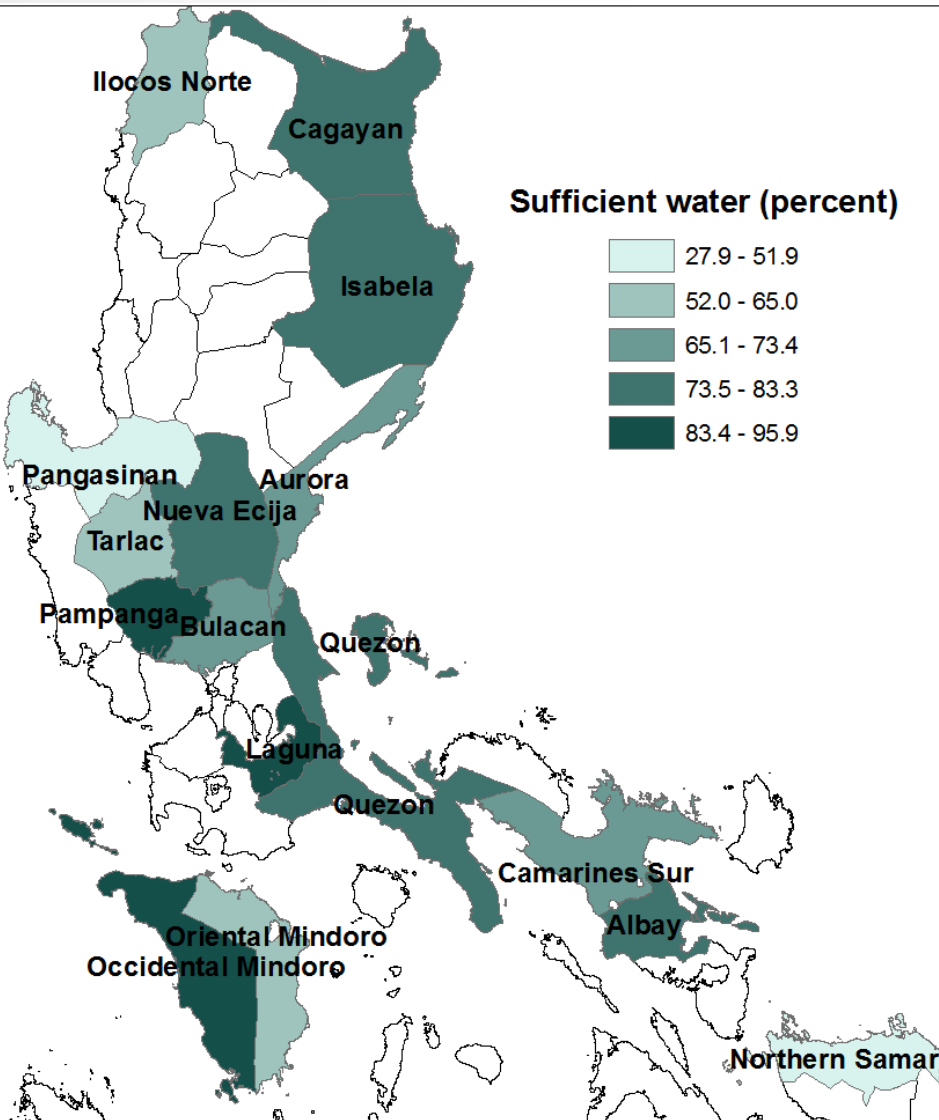 Ilocos Norte
Cagayan
Sufficient water (percent)
27.9 - 51.9
52.0 - 65.0
65.1 - 73.4
73.5 - 83.3
83.4 - 95.9
Isabela
Pangasinan
Aurora
Nueva Ecija
Tarlac
Pampanga
Bulacan
Quezon
Laguna
Quezon
Camarines Sur
Albay
Oriental Mindoro
Occidental Mindoro
Northern Samar